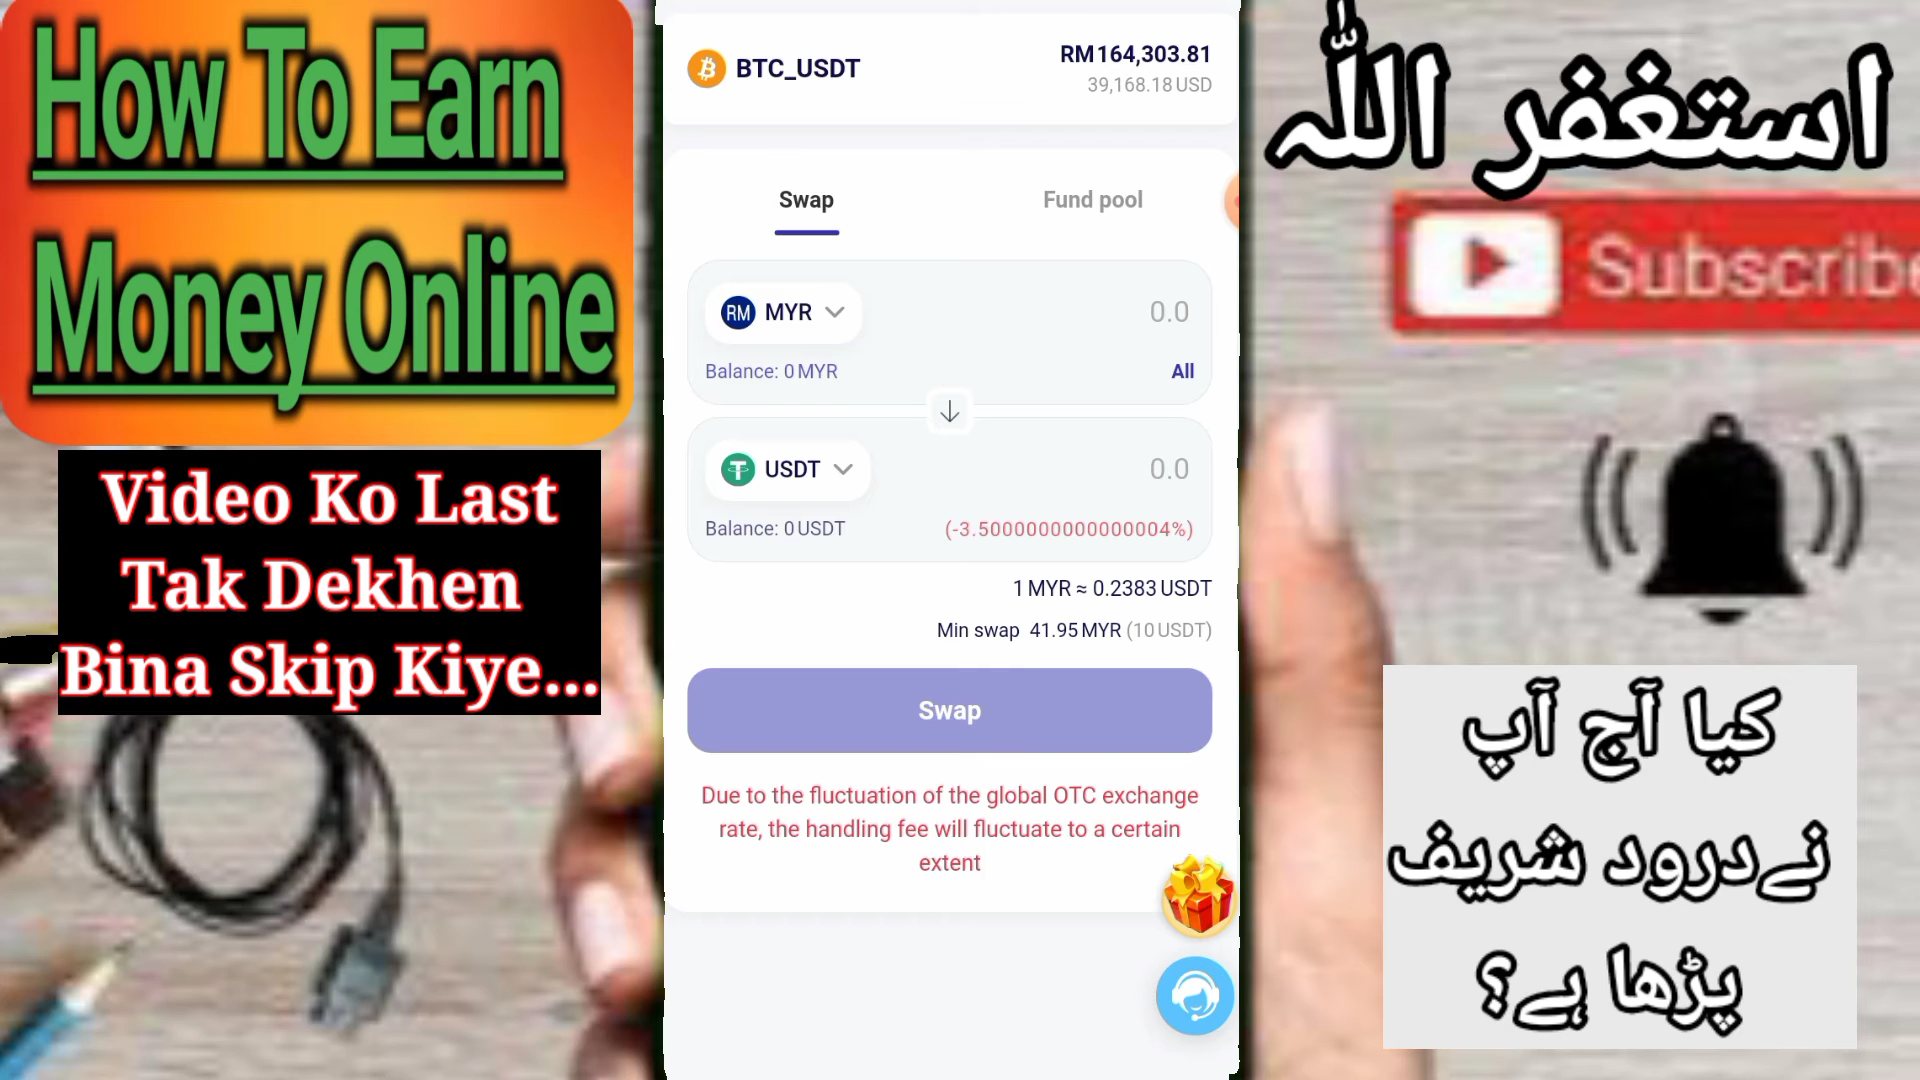 How To Earn
Money Online
Video Ko Last
Tak Dekhen
Bina Skip Kiye...
BTC_USDT
RM164,303.81
39,168.18 USD
Swap
Fund pool
RM MYR
0.0
Balance: 0 MYR
All
USDT
0.0
Balance: 0 USDT
(-3.5000000000000004%)
1 MYR ≈ 0.2383 USDT
Min swap 41.95 MYR (10 USDT)
Swap
Due to the fluctuation of the global OTC exchange
rate, the handling fee will fluctuate to a certain
extent
استغفر اللّٰہ
Subscribe
کیا آج آپ
نےدرود شریف
پڑھا ہے؟